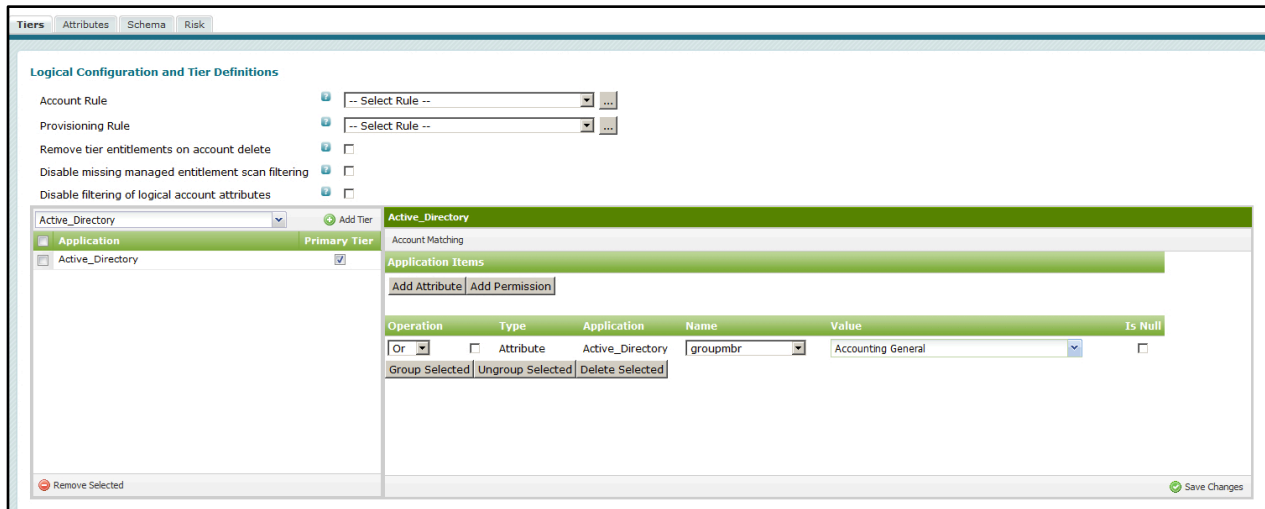 Tiers Attributes Schema Risk
Logical Configuration and Tier Definitions
Account Rule ? -- Select Rule -- ...
Provisioning Rule ? -- Select Rule -- ...
Remove tier entitlements on account delete ?
Disable missing managed entitlement scan filtering ?
Disable filtering of logical account attributes ?
Active_Directory Add Tier
Application Primary Tier
Active_Directory
Remove Selected
Active_Directory
Account Matching
Application Items
Add Attribute Add Permission
Operation Type Application Name Value Is Null
Or Attribute Active_Directory groupmbr Accounting General
Group Selected Ungroup Selected Delete Selected
Save Changes